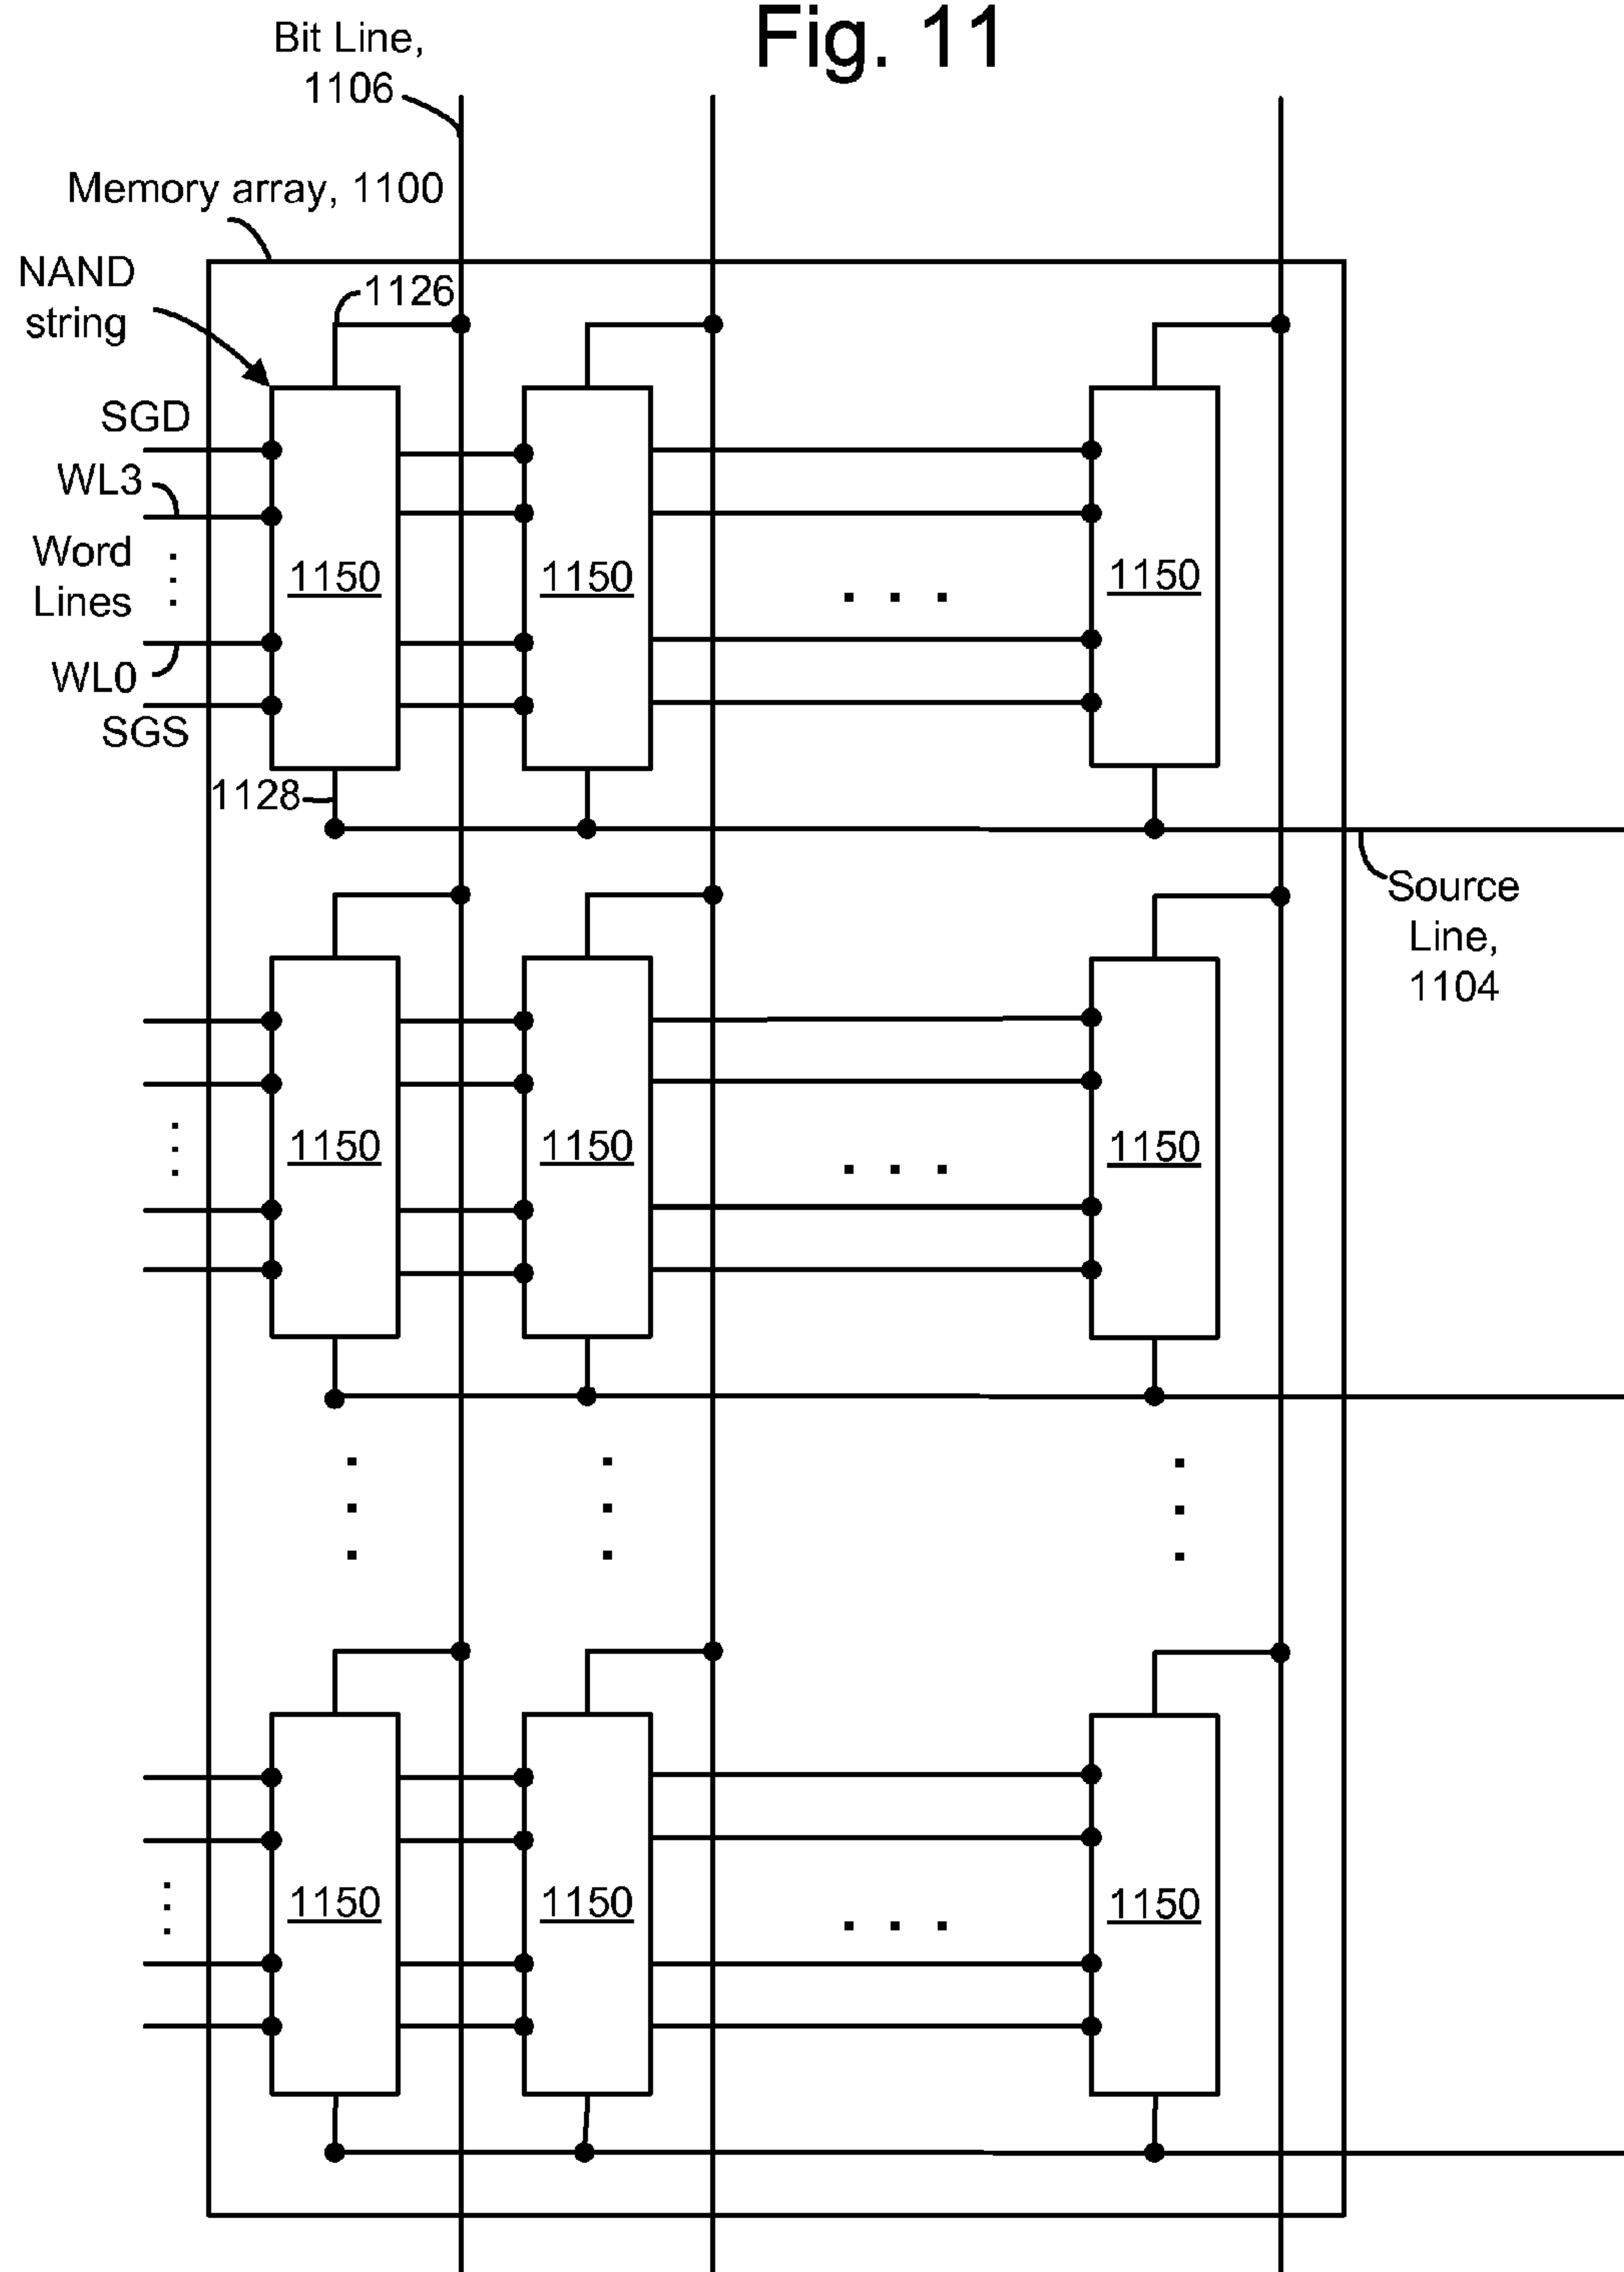 Fig. 11
Bit Line,
1106
Memory array, 1100
NAND
string
1126
SGD
WL3
Word
Lines
WL0
SGS
1150
1150
1150
1128
Source
Line,
1104
1150
1150
1150
1150
1150
1150